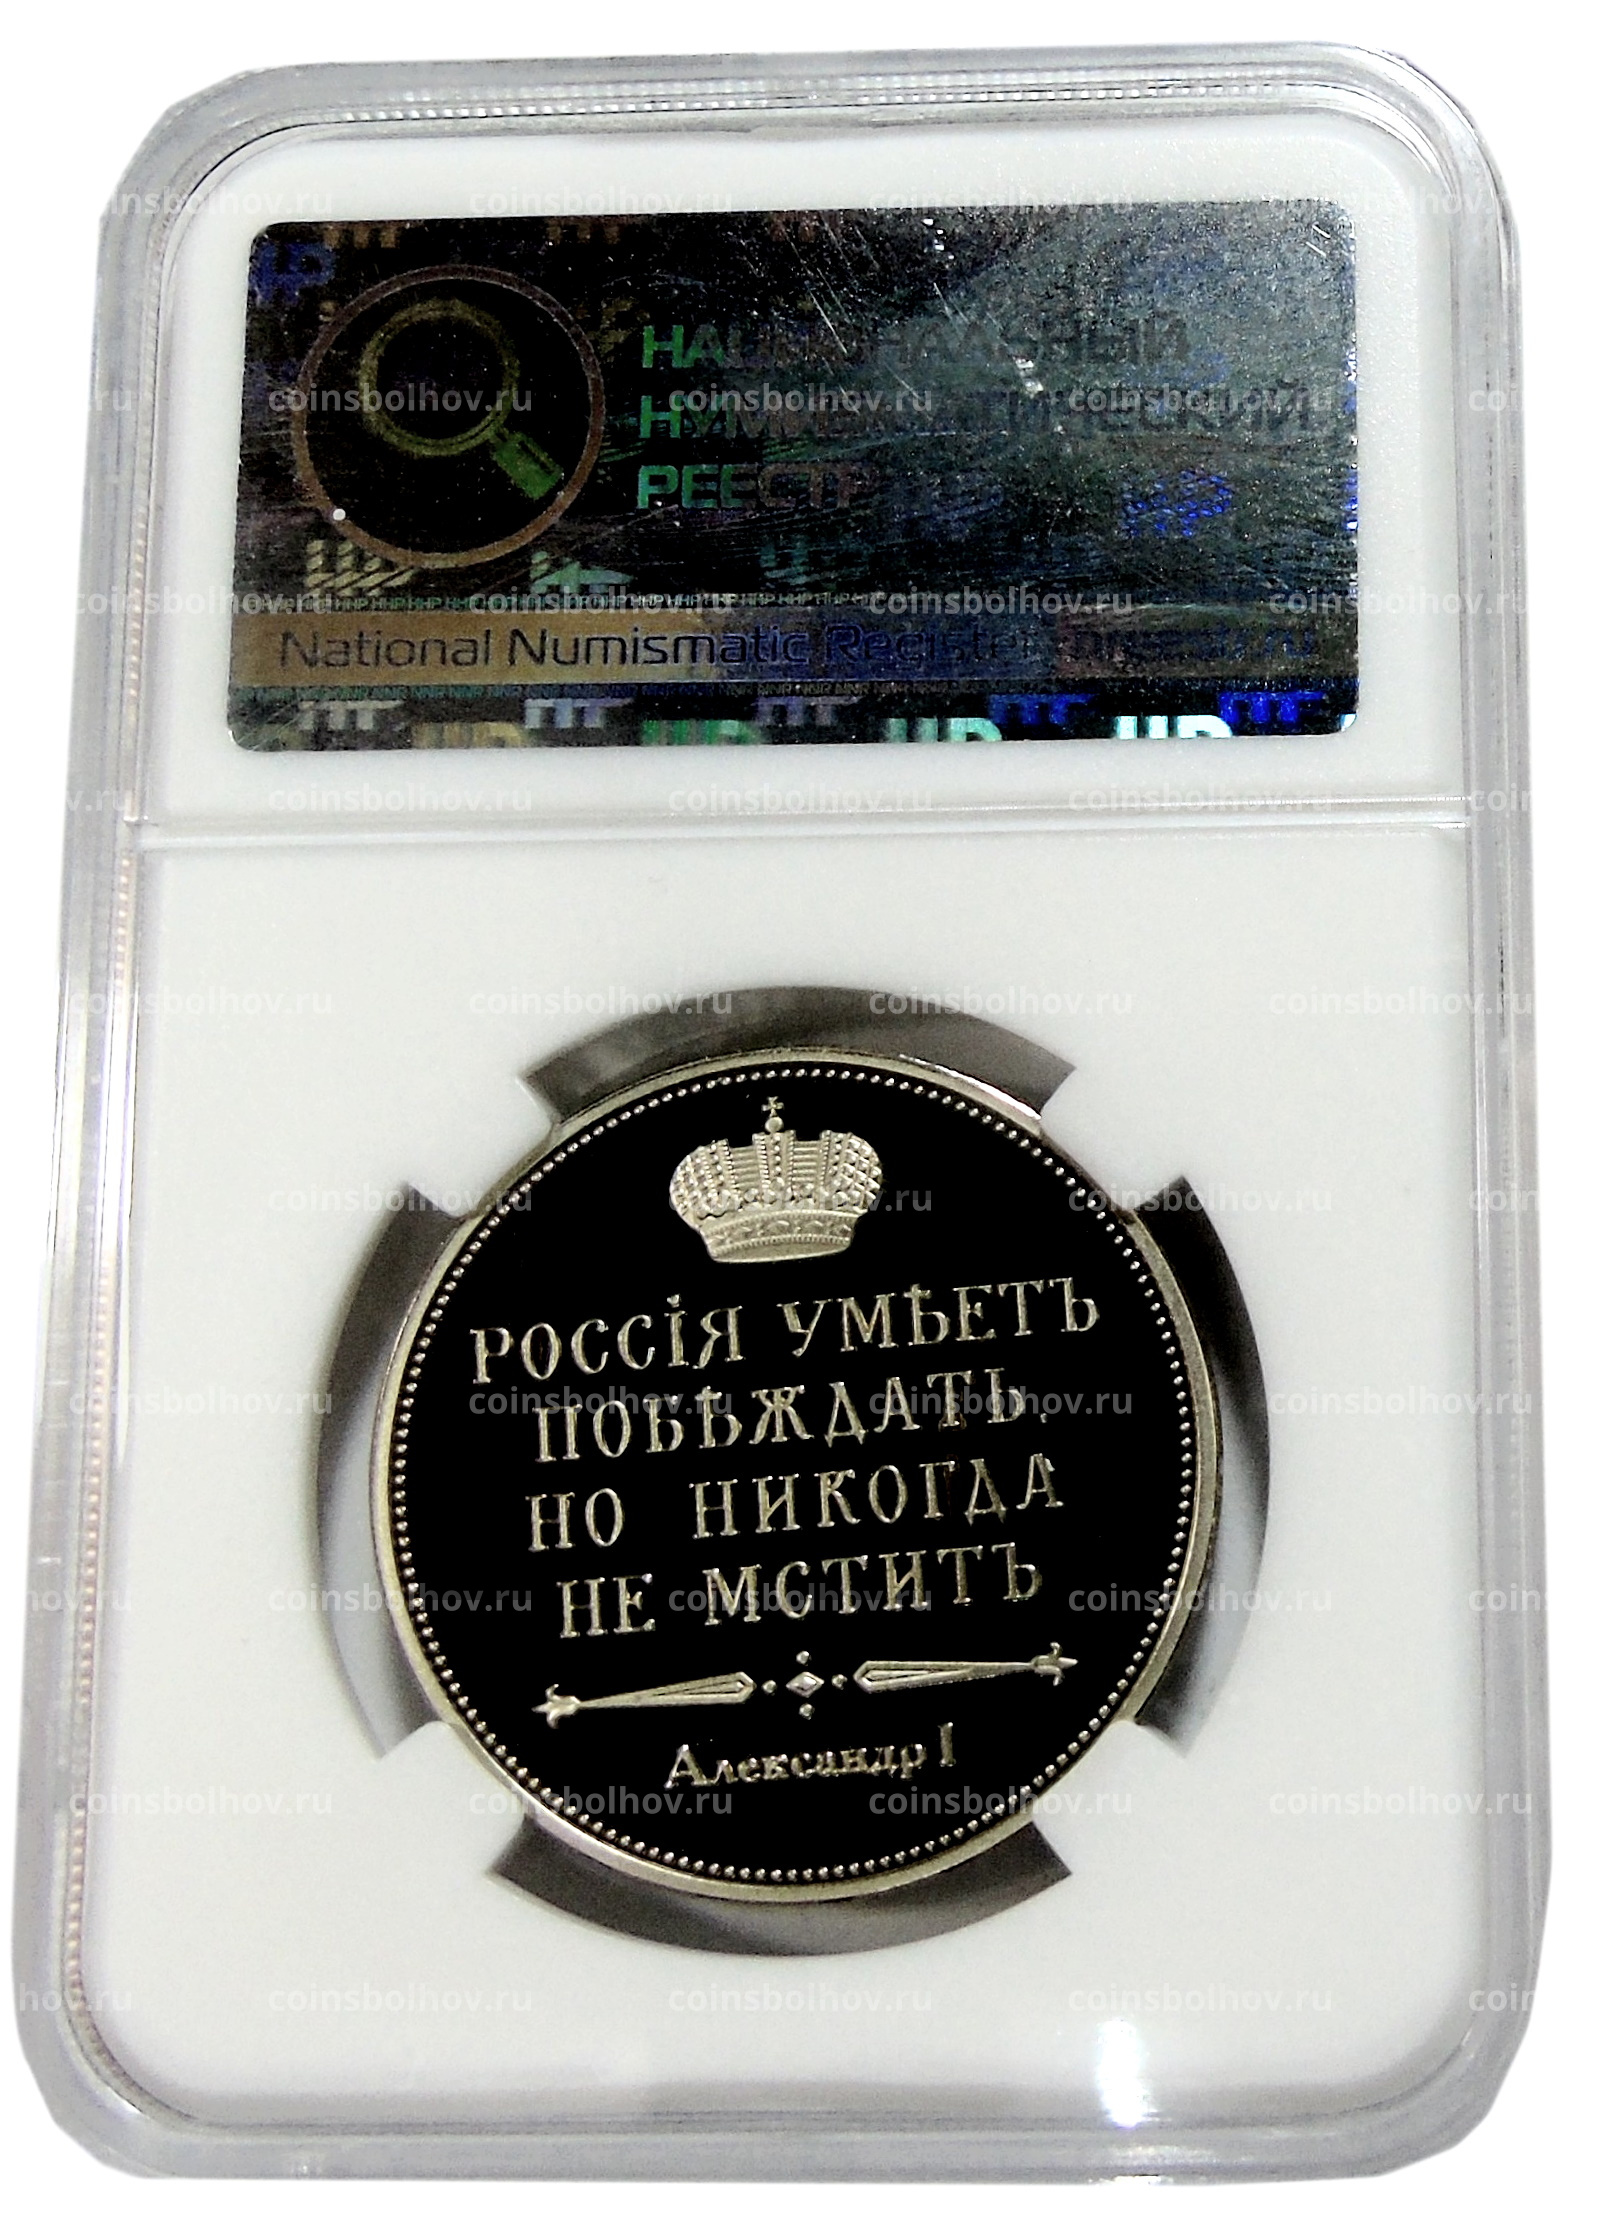 НАЦИОНАЛЬНЫЙ
НУМИЗМАТИЧЕСКИЙ
РЕЕСТР
National Numismatic Register
РОССІЯ УМѢЕТЪ
ПОБѢЖДАТЬ,
НО НИКОГДА
НЕ МСТИТЪ
Александр I
coinsbolhov.ru